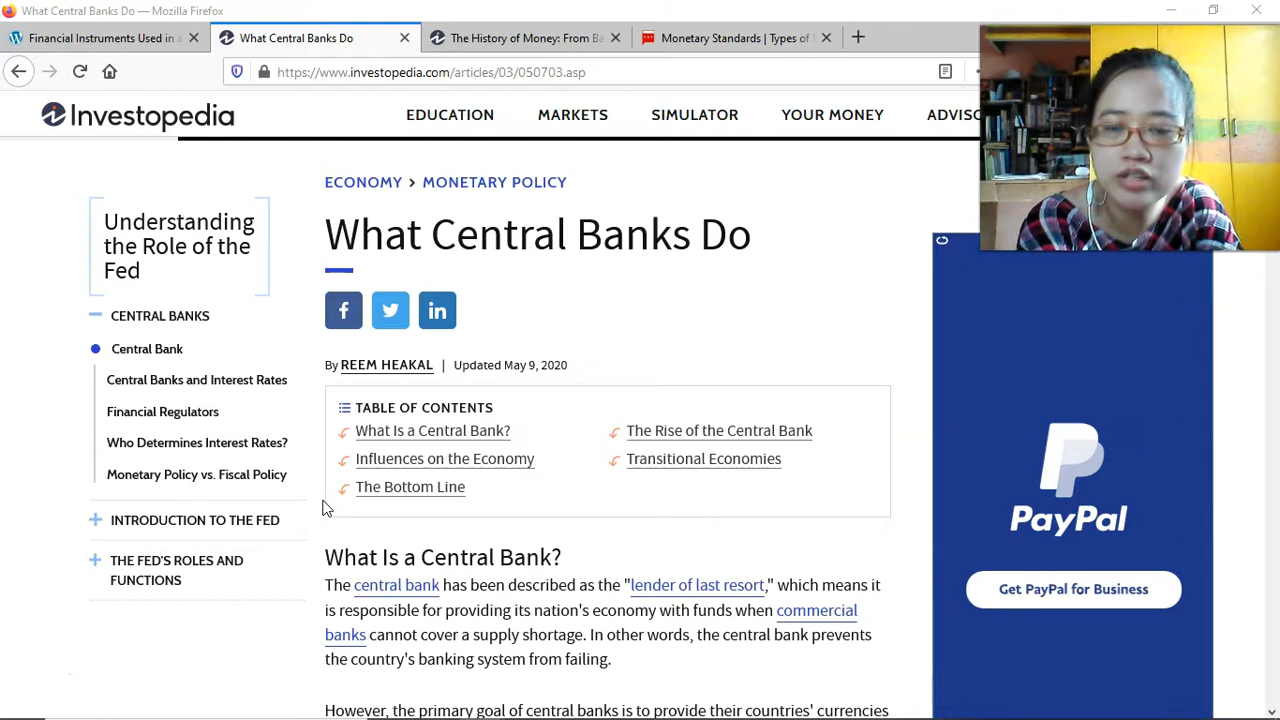 What Central Banks Do — Mozilla Firefox
Financial Instruments Used in a
What Central Banks Do
The History of Money: From Ba
Monetary Standards | Types of M
https://www.investopedia.com/articles/03/050703.asp
Investopedia
EDUCATION MARKETS SIMULATOR YOUR MONEY ADVISO
ECONOMY > MONETARY POLICY
Understanding
the Role of the
Fed
CENTRAL BANKS
Central Bank
Central Banks and Interest Rates
Financial Regulators
Who Determines Interest Rates?
Monetary Policy vs. Fiscal Policy
INTRODUCTION TO THE FED
THE FED'S ROLES AND
FUNCTIONS
What Central Banks Do
By REEM HEAKAL | Updated May 9, 2020
TABLE OF CONTENTS
What Is a Central Bank?
The Rise of the Central Bank
Influences on the Economy
Transitional Economies
The Bottom Line
What Is a Central Bank?
The central bank has been described as the "lender of last resort," which means it
is responsible for providing its nation's economy with funds when commercial
banks cannot cover a supply shortage. In other words, the central bank prevents
the country's banking system from failing.
However, the primary goal of central banks is to provide their countries' currencies
PayPal
Get PayPal for Business